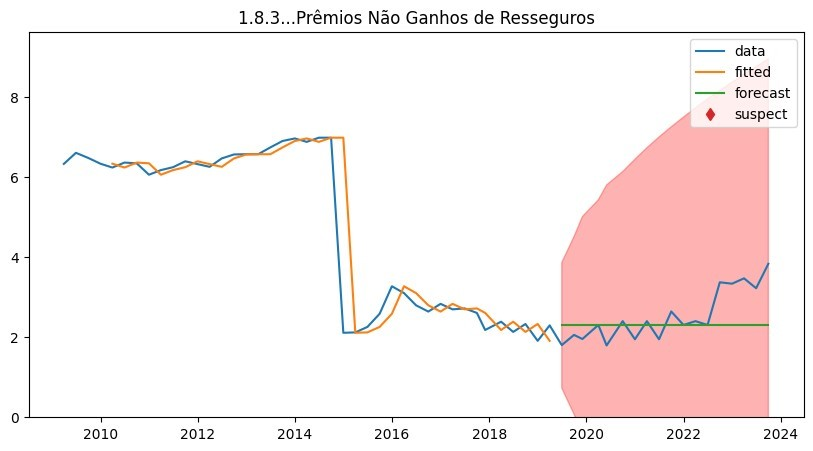 1.8.3...Prêmios Não Ganhos de Resseguros
data
fitted
forecast
suspect
8
6
4
2
0
2010 2012 2014 2016 2018 2020 2022 2024